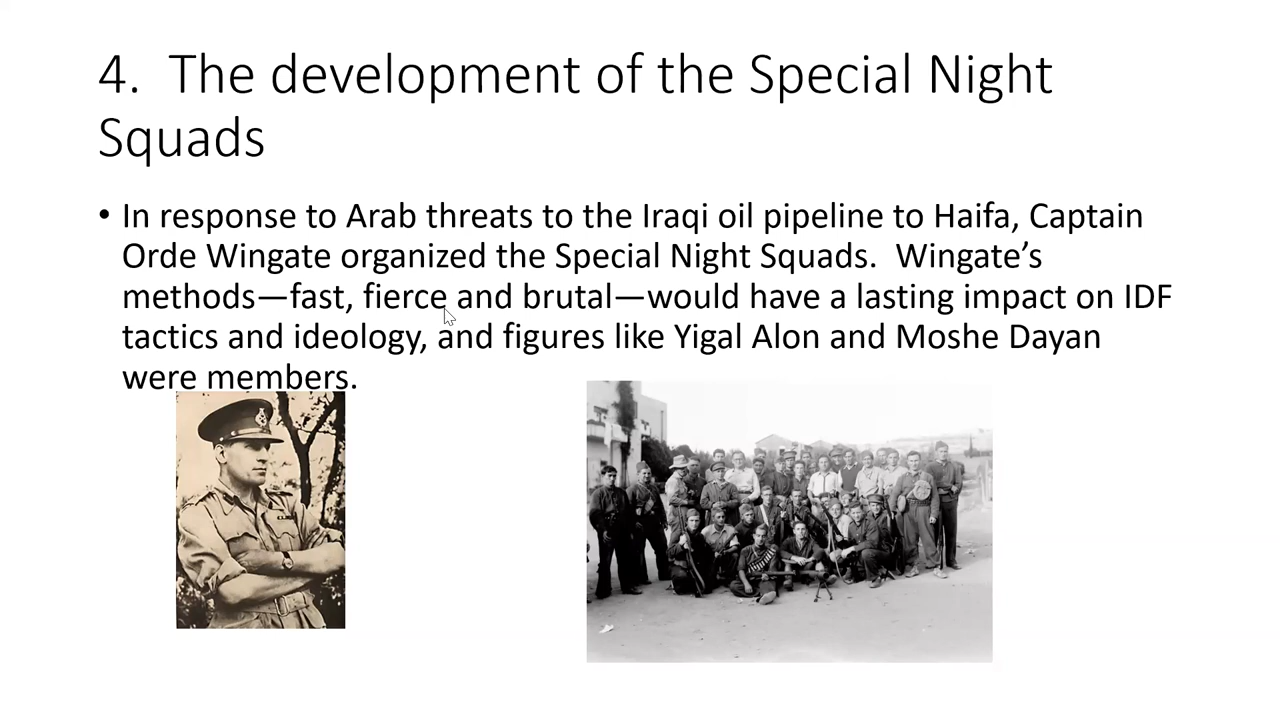 4.  The development of the Special Night
Squads
• In response to Arab threats to the Iraqi oil pipeline to Haifa, Captain
Orde Wingate organized the Special Night Squads.  Wingate’s
methods—fast, fierce and brutal—would have a lasting impact on IDF
tactics and ideology, and figures like Yigal Alon and Moshe Dayan
were members.